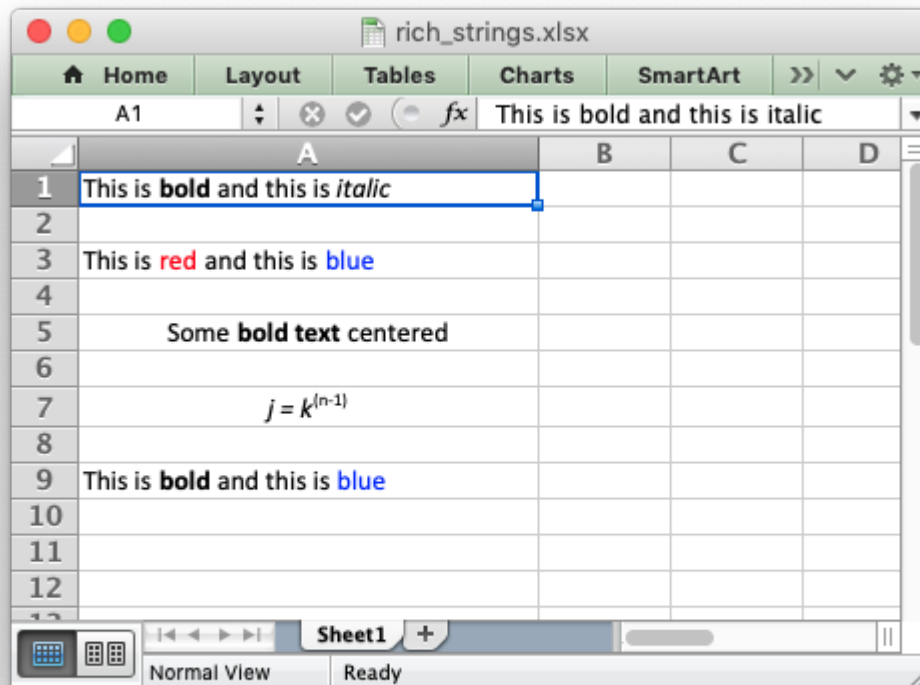 rich_strings.xlsx
Home Layout Tables Charts SmartArt
A1 fx This is bold and this is italic
A B C D
1 This is bold and this is italic
2
3 This is red and this is blue
4
5 Some bold text centered
6
7 j = k(n-1)
8
9 This is bold and this is blue
10
11
12
Sheet1 +
Normal View Ready